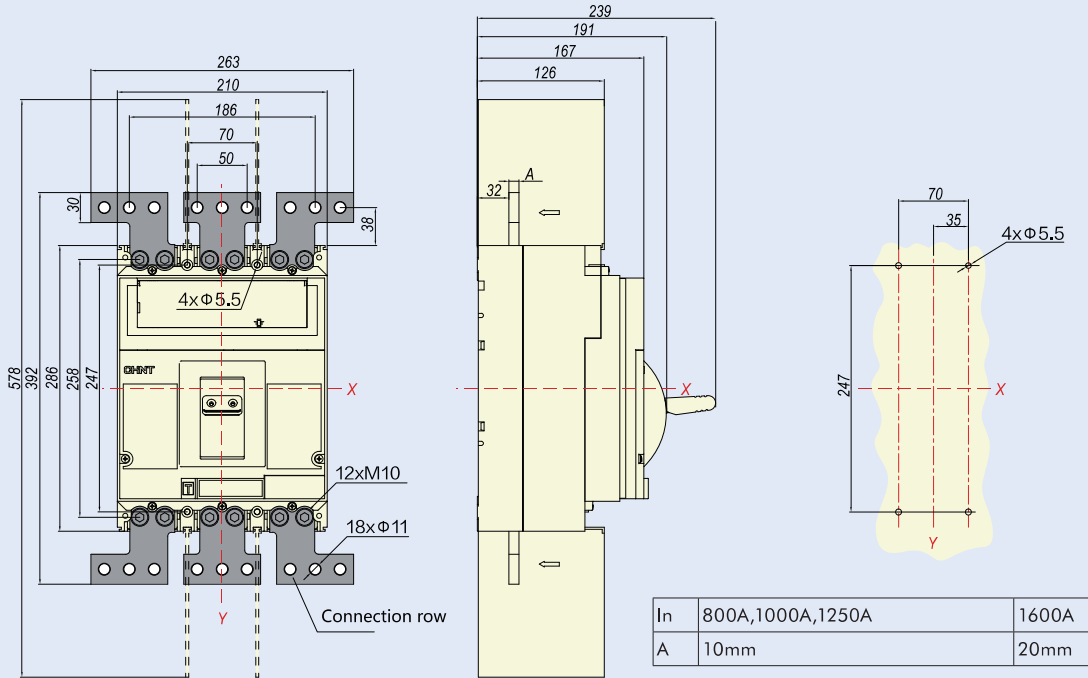 239
191
167
126
263
210
186
70
50
30
38
578
392
286
258
247
4xΦ5.5
CHNT
X
T
12xM10
18xΦ11
Connection row
Y
A
32
X
70
35
4xΦ5.5
247
X
Y
In 800A,1000A,1250A 1600A
A 10mm 20mm